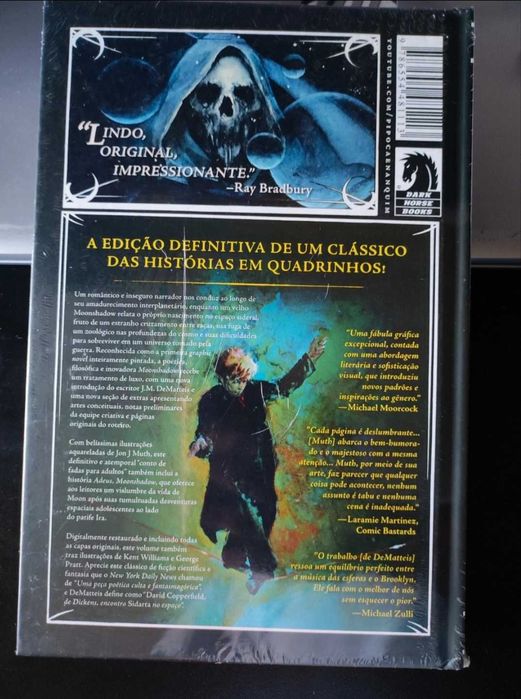 "LINDO,
ORIGINAL,
IMPRESSIONANTE."
–Ray Bradbury
9786554481113
YOUTUBE.COM/PIPOCAENANQUIM
DARK
HORSE
BOOKS
A EDIÇÃO DEFINITIVA DE UM CLÁSSICO
DAS HISTÓRIAS EM QUADRINHOS!
Um romântico e inseguro narrador nos conduz ao longo de
seu amadurecimento interplanetário, enquanto um velho
Moonshadow relata o próprio nascimento no espaço sideral,
fruto de um estranho cruzamento entre raças, sua fuga de
um zoológico nas profundezas do cosmo e suas dificuldades
para sobreviver em um universo tomado pela
guerra. Reconhecida como a primeira graphic
novel inteiramente pintada, a poética,
filosófica e inovadora Moonshadow recebe
um tratamento de luxo, com uma nova
introdução do escritor J.M. DeMatteis e
uma nova seção de extras apresentando
artes conceituais, notas preliminares
da equipe criativa e páginas
originais do roteiro.
Com belíssimas ilustrações
aquareladas de Jon J Muth, este
definitivo e atemporal "conto de
fadas para adultos" também inclui a
história Adeus, Moonshadow, que oferece
aos leitores um vislumbre da vida de
Moon após suas tumultuadas desventuras
espaciais adolescentes ao lado
do patife Ira.
Digitalmente restaurado e incluindo todas
as capas originais, este volume também
traz ilustrações de Kent Williams e George
Pratt. Aprecie este clássico de ficção científica e
fantasia que o New York Daily News chamou
de "Uma peça poética culta e fantasmagórica"
e DeMatteis define como "David Copperfield,
de Dickens, encontra Sidarta no espaço".
"Uma fábula gráfica
excepcional, contada
com uma abordagem
literária e sofisticação
visual, que introduziu
novos padrões e
inspirações ao gênero."
—Michael Moorcock
"Cada página é deslumbrante...
[Muth] abarca o bem-humora-
do e o majestoso com a mesma
atenção... Muth, por meio de sua
arte, faz parecer que qualquer
coisa pode acontecer, nenhum
assunto é tabu e nenhuma
cena é inadequada."
—Laramie Martinez,
Comic Bastards
"O trabalho [de DeMatteis]
ressoa um equilíbrio perfeito entre
a música das esferas e o Brooklyn.
Ele fala com o melhor de nós
sem esquecer o pior."
—Michael Zulli